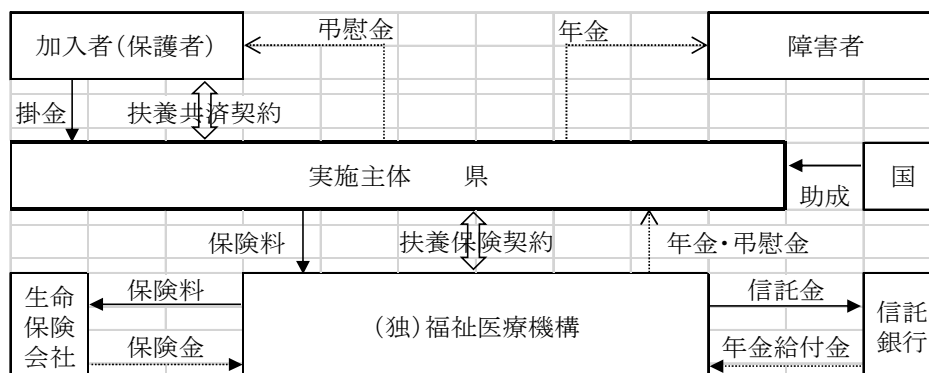 加入者(保護者)
弔慰金
年金
障害者
掛金
扶養共済契約
実施主体　県
国
助成
保険料
扶養保険契約
年金・弔慰金
生命
保険
会社
保険料
保険金
(独)福祉医療機構
信託金
年金給付金
信託
銀行